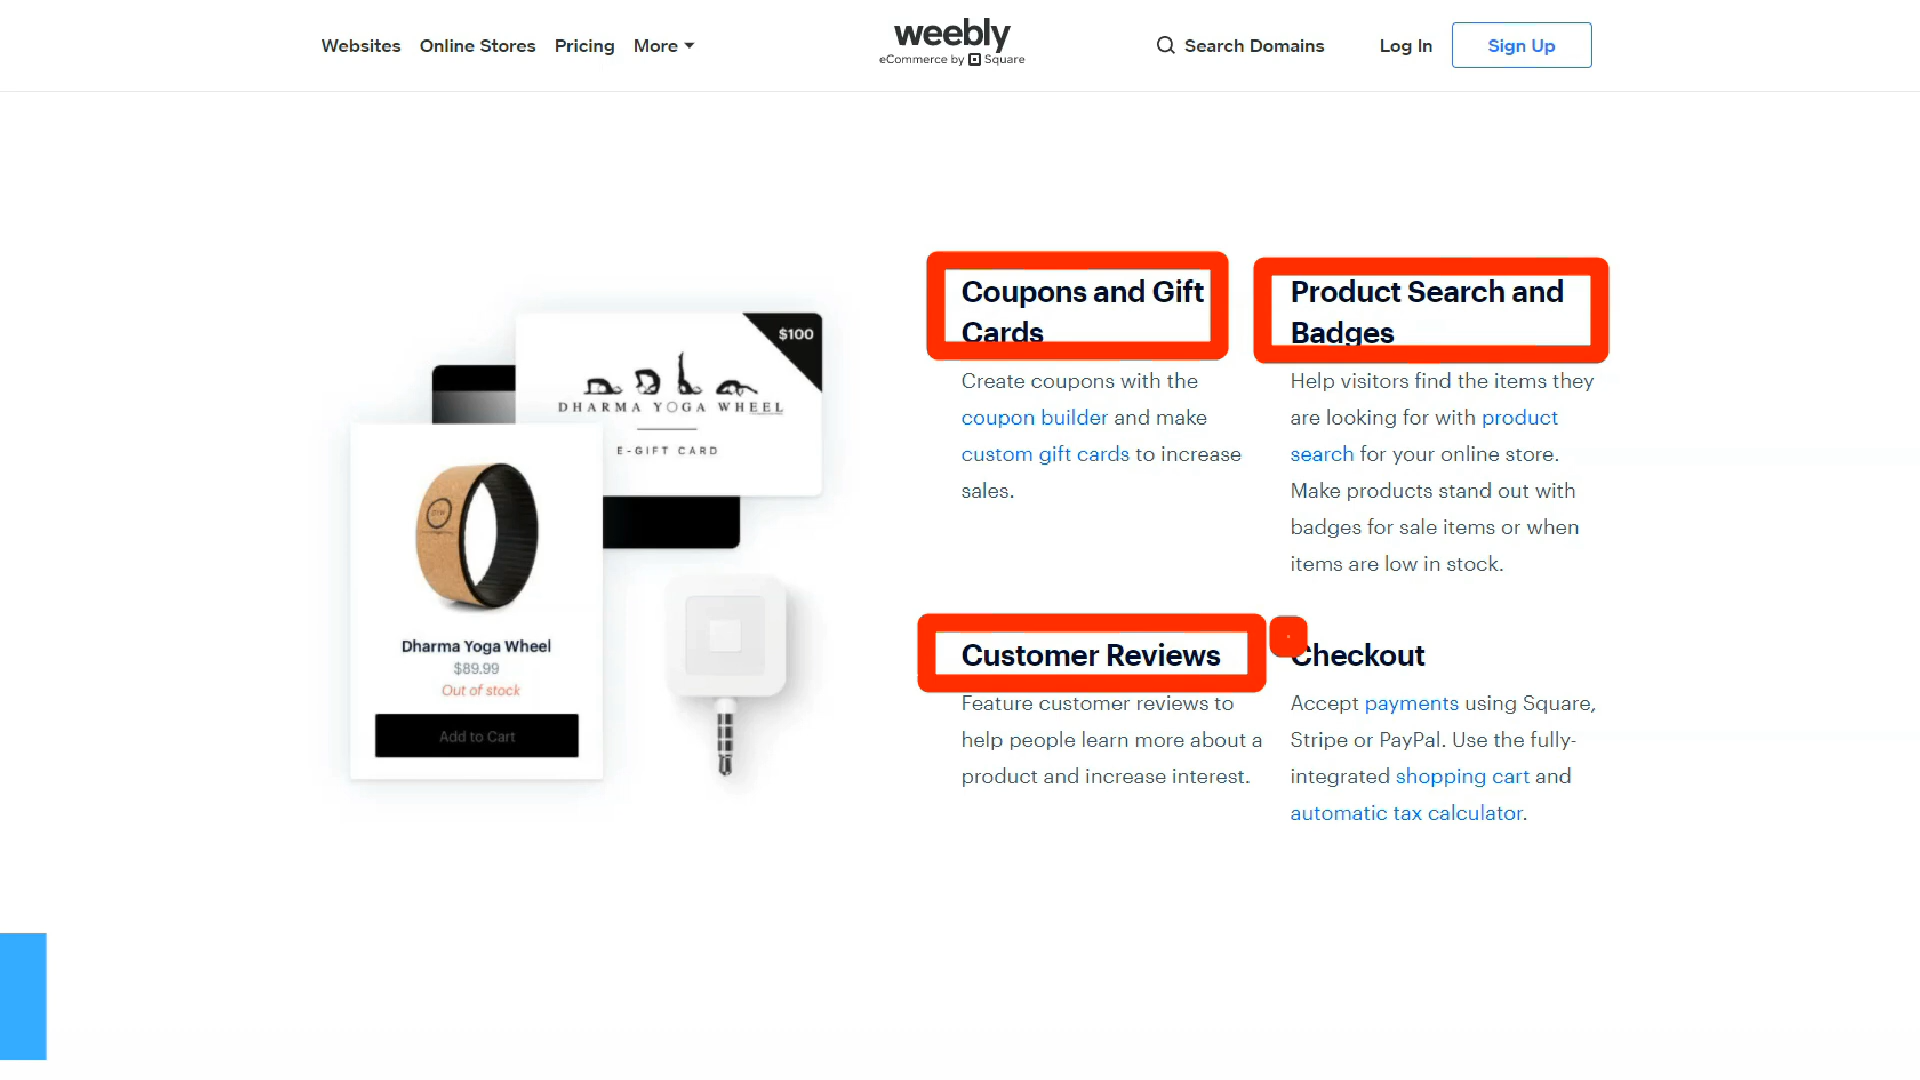 Websites Online Stores Pricing More
weebly
eCommerce by Square
Search Domains
Log In
Sign Up
$100
DHARMA YOGA WHEEL
E-GIFT CARD
Dharma Yoga Wheel
$89.99
Out of stock
Add to Cart
Coupons and Gift
Cards
Create coupons with the
coupon builder and make
custom gift cards to increase
sales.
Product Search and
Badges
Help visitors find the items they
are looking for with product
search for your online store.
Make products stand out with
badges for sale items or when
items are low in stock.
Customer Reviews
Feature customer reviews to
help people learn more about a
product and increase interest.
Checkout
Accept payments using Square,
Stripe or PayPal. Use the fully-
integrated shopping cart and
automatic tax calculator.